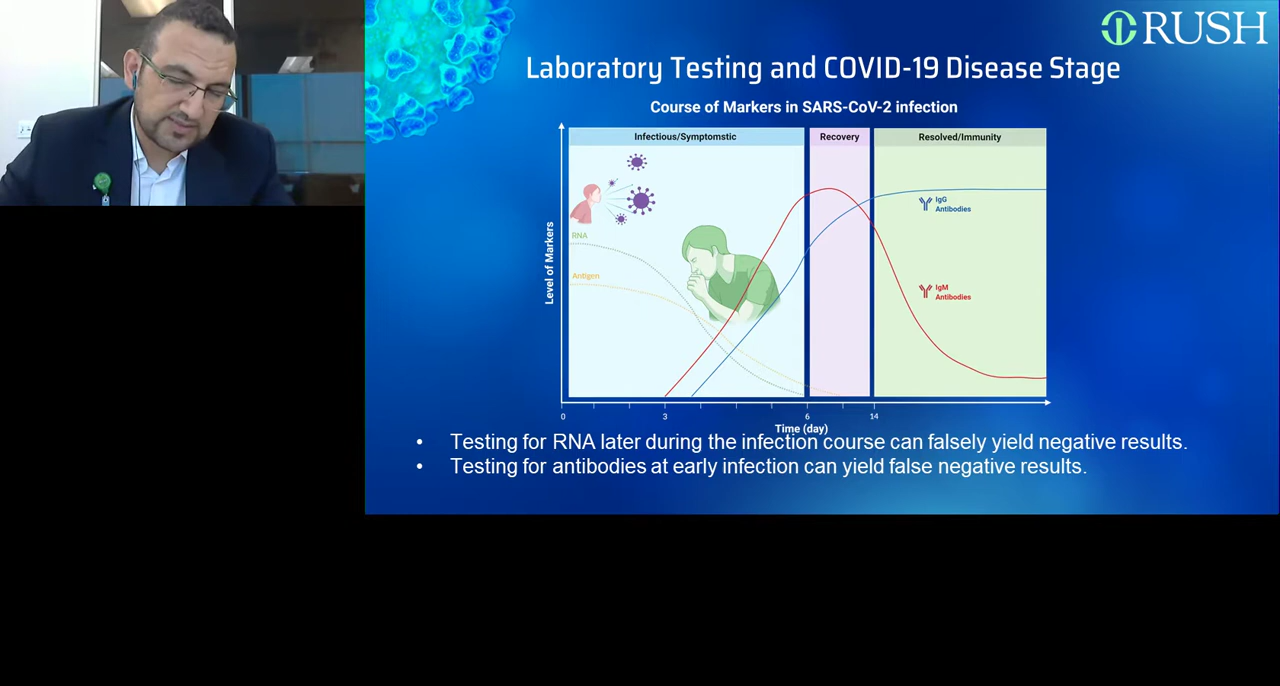 RUSH
Laboratory Testing and COVID-19 Disease Stage
Course of Markers in SARS-CoV-2 infection
Infectious/Symptomstic
Recovery
Resolved/Immunity
IgG
Antibodies
RNA
Antigen
IgM
Antibodies
Level of Markers
0
3
6
14
Time (day)
• Testing for RNA later during the infection course can falsely yield negative results.
• Testing for antibodies at early infection can yield false negative results.